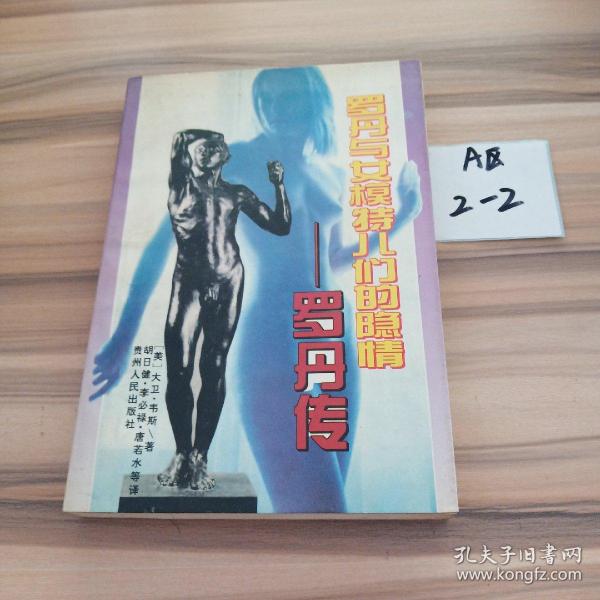 罗丹与女模特儿们的隐情
——罗丹传
[美]大卫·韦斯/著
胡日健·李必禄·唐若水等译
贵州人民出版社
A区
2-2
孔夫子旧书网
www.kongfz.com